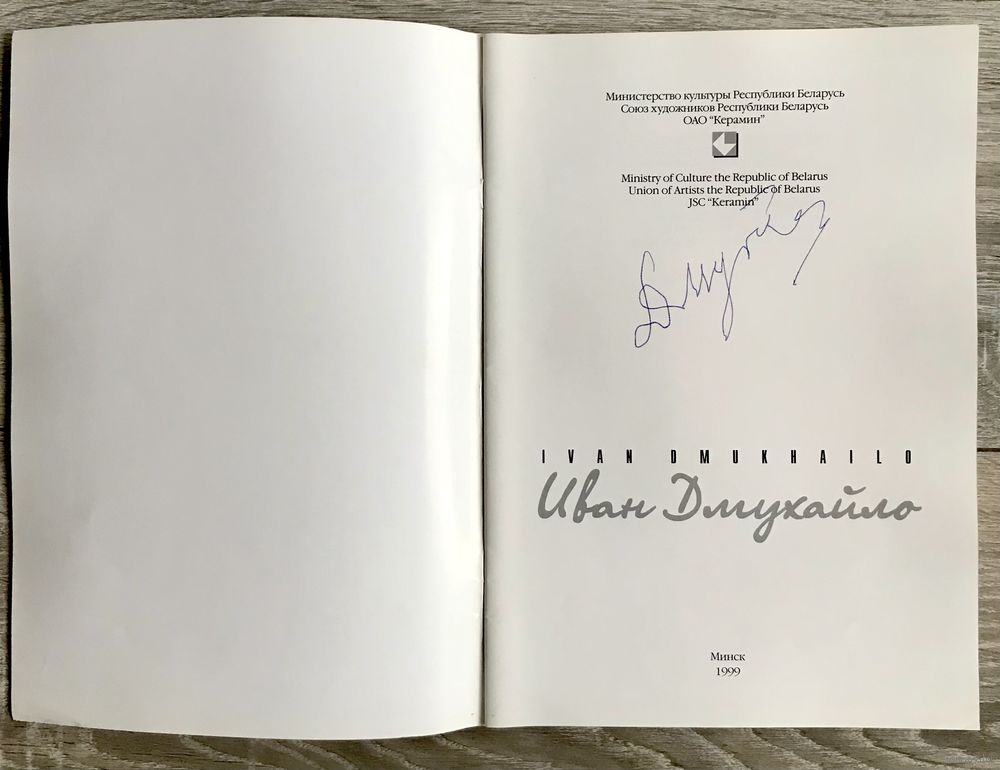 Министерство культуры Республики Беларусь
Союз художников Республики Беларусь
ОАО “Керамин”
Ministry of Culture the Republic of Belarus
Union of Artists the Republic of Belarus
JSC “Keramin”
IVAN DMUKHAILO
Иван Дмухайло
Минск
1999